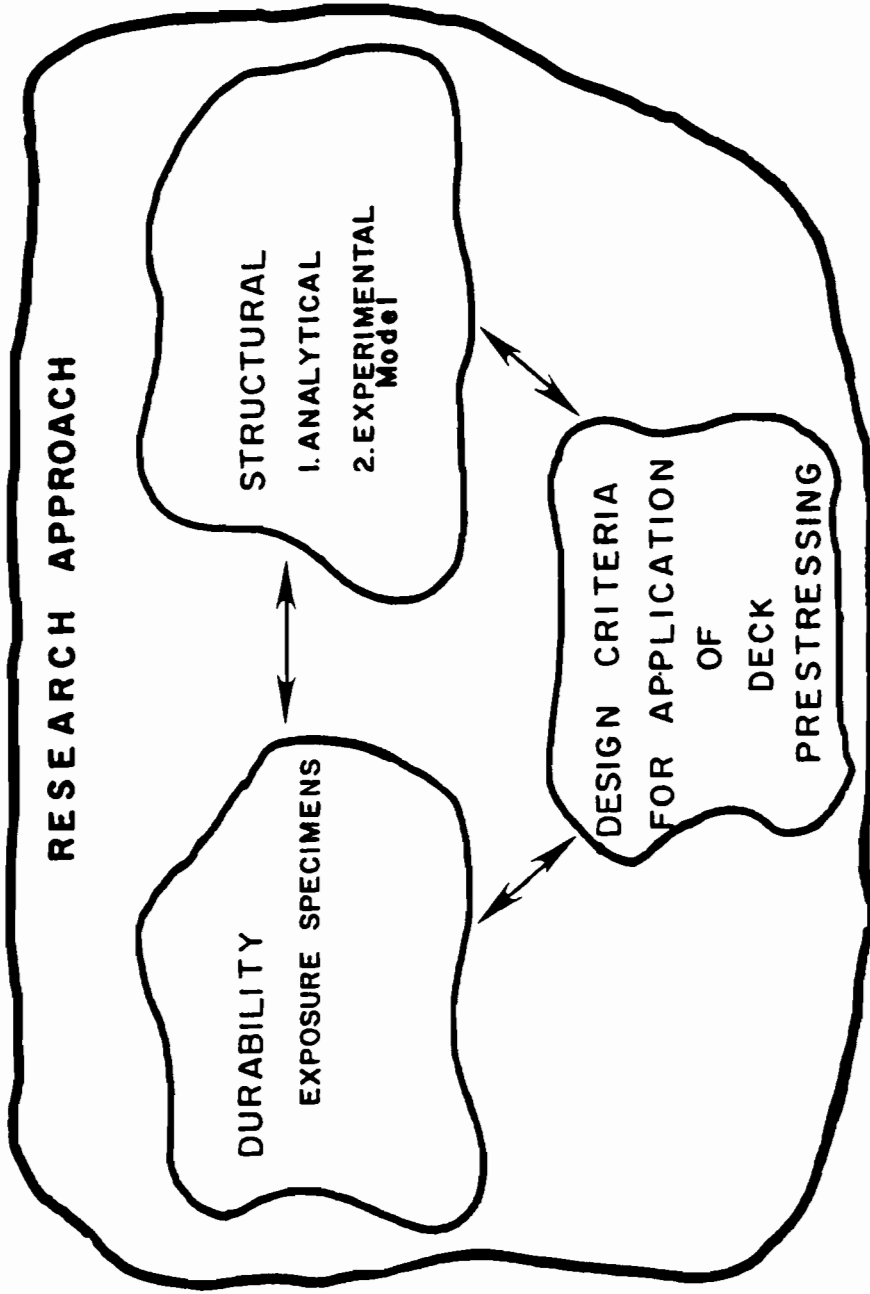 RESEARCH APPROACH
DURABILITY
EXPOSURE SPECIMENS
STRUCTURAL
1. ANALYTICAL
2. EXPERIMENTAL
Model
DESIGN CRITERIA
FOR APPLICATION
OF
DECK
PRESTRESSING